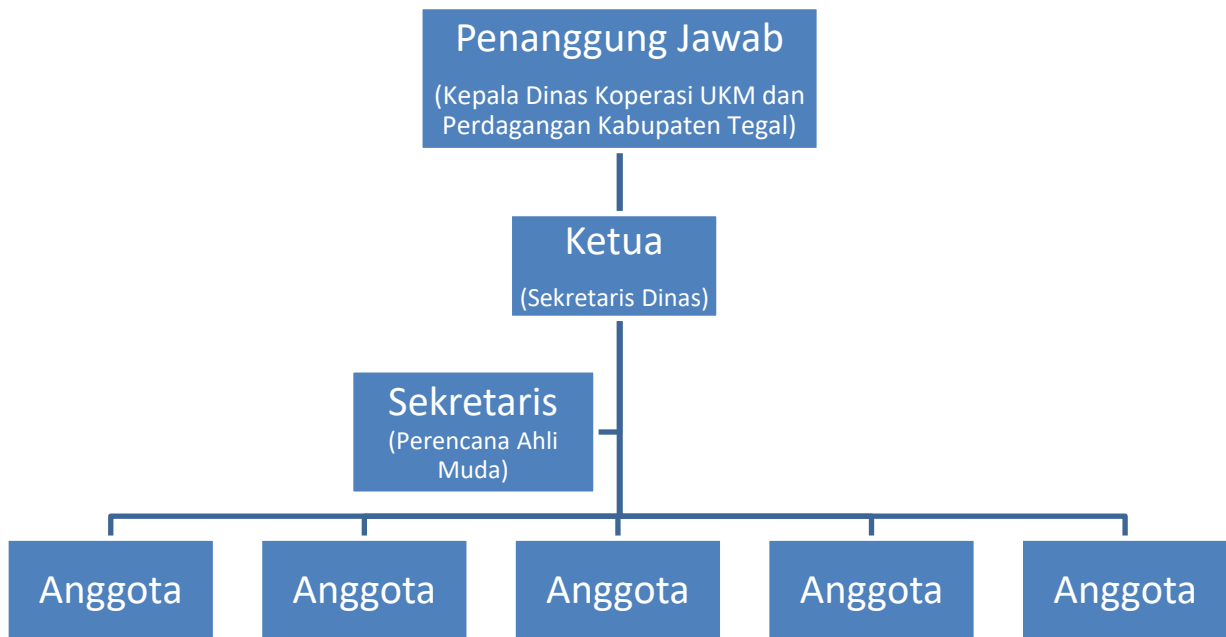 Penanggung Jawab
(Kepala Dinas Koperasi UKM dan
Perdagangan Kabupaten Tegal)
Ketua
(Sekretaris Dinas)
Sekretaris
(Perencana Ahli
Muda)
Anggota
Anggota
Anggota
Anggota
Anggota